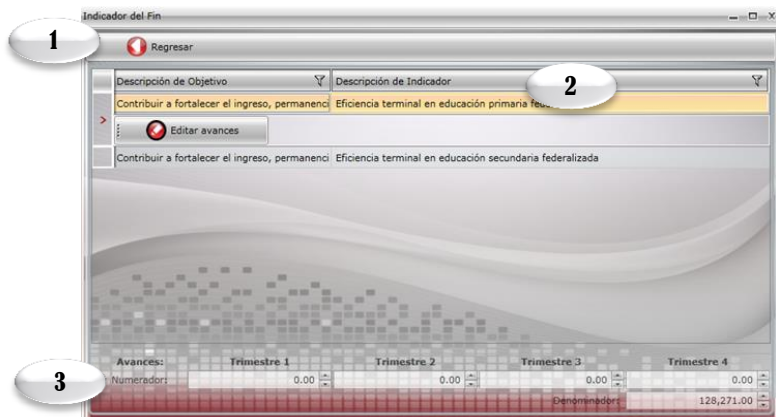 Indicador del Fin
1
Regresar
Descripción de Objetivo Descripción de Indicador
2
Contribuir a fortalecer el ingreso, permanenci Eficiencia terminal en educación primaria
> Editar avances
Contribuir a fortalecer el ingreso, permanenci Eficiencia terminal en educación secundaria federalizada
Avances: Trimestre 1 Trimestre 2 Trimestre 3 Trimestre 4
3
Numerador: 0.00 0.00 0.00 0.00
Denominador: 128,271.00